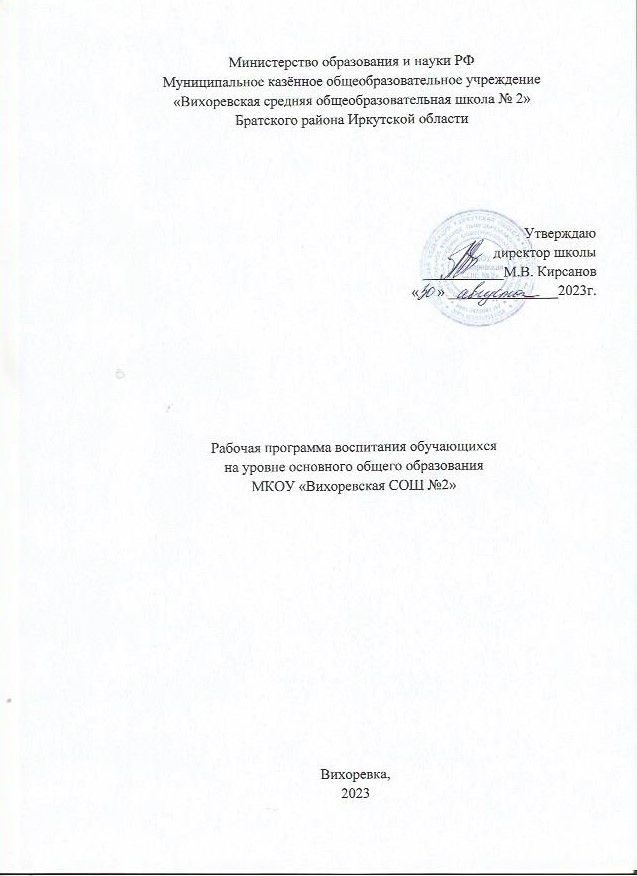 Министерство образования и науки РФ
Муниципальное казённое общеобразовательное учреждение
«Вихоревская средняя общеобразовательная школа № 2»
Братского района Иркутской области
Утверждаю
директор школы
____________М.В. Кирсанов
«30» августа 2023г.
Рабочая программа воспитания обучающихся
на уровне основного общего образования
МКОУ «Вихоревская СОШ №2»
Вихоревка,
2023